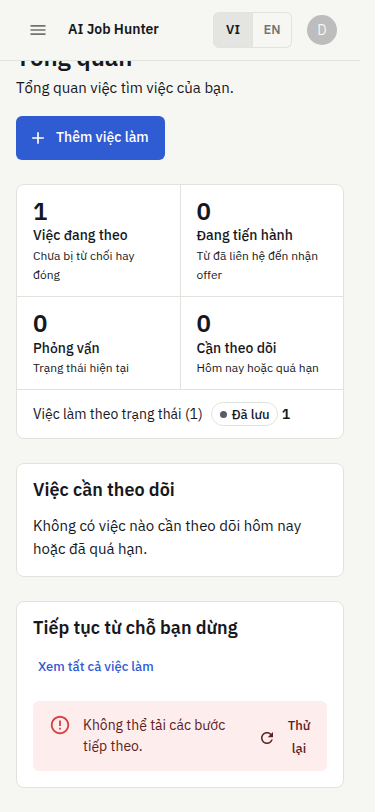 AI Job Hunter
VI
EN
D
Tổng quan
Tổng quan việc tìm việc của bạn.
Thêm việc làm
1
Việc đang theo
Chưa bị từ chối hay
đóng
0
Đang tiến hành
Từ đã liên hệ đến nhận
offer
0
Phỏng vấn
Trạng thái hiện tại
0
Cần theo dõi
Hôm nay hoặc quá hạn
Việc làm theo trạng thái (1)
Đã lưu
1
Việc cần theo dõi
Không có việc nào cần theo dõi hôm nay
hoặc đã quá hạn.
Tiếp tục từ chỗ bạn dừng
Xem tất cả việc làm
Không thể tải các bước
tiếp theo.
Thử
lại